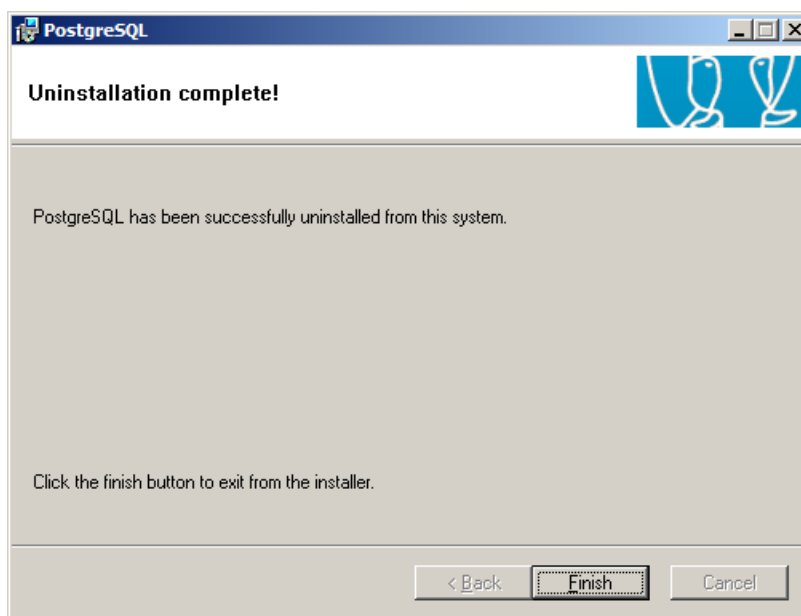 PostgreSQL
Uninstallation complete!
PostgreSQL has been successfully uninstalled from this system.
Click the finish button to exit from the installer.
< Back Finish Cancel